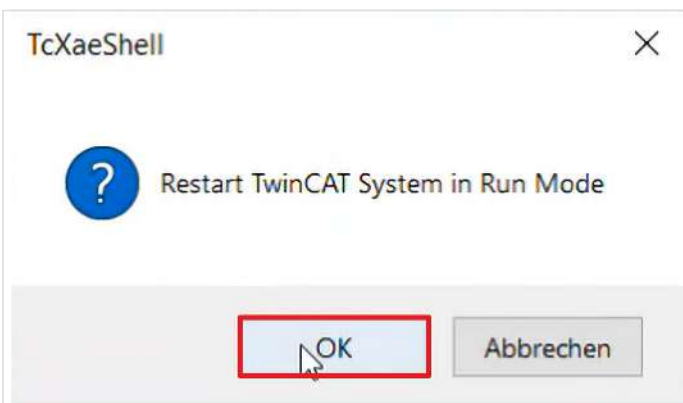 TcXaeShell
Restart TwinCAT System in Run Mode
OK
Abbrechen